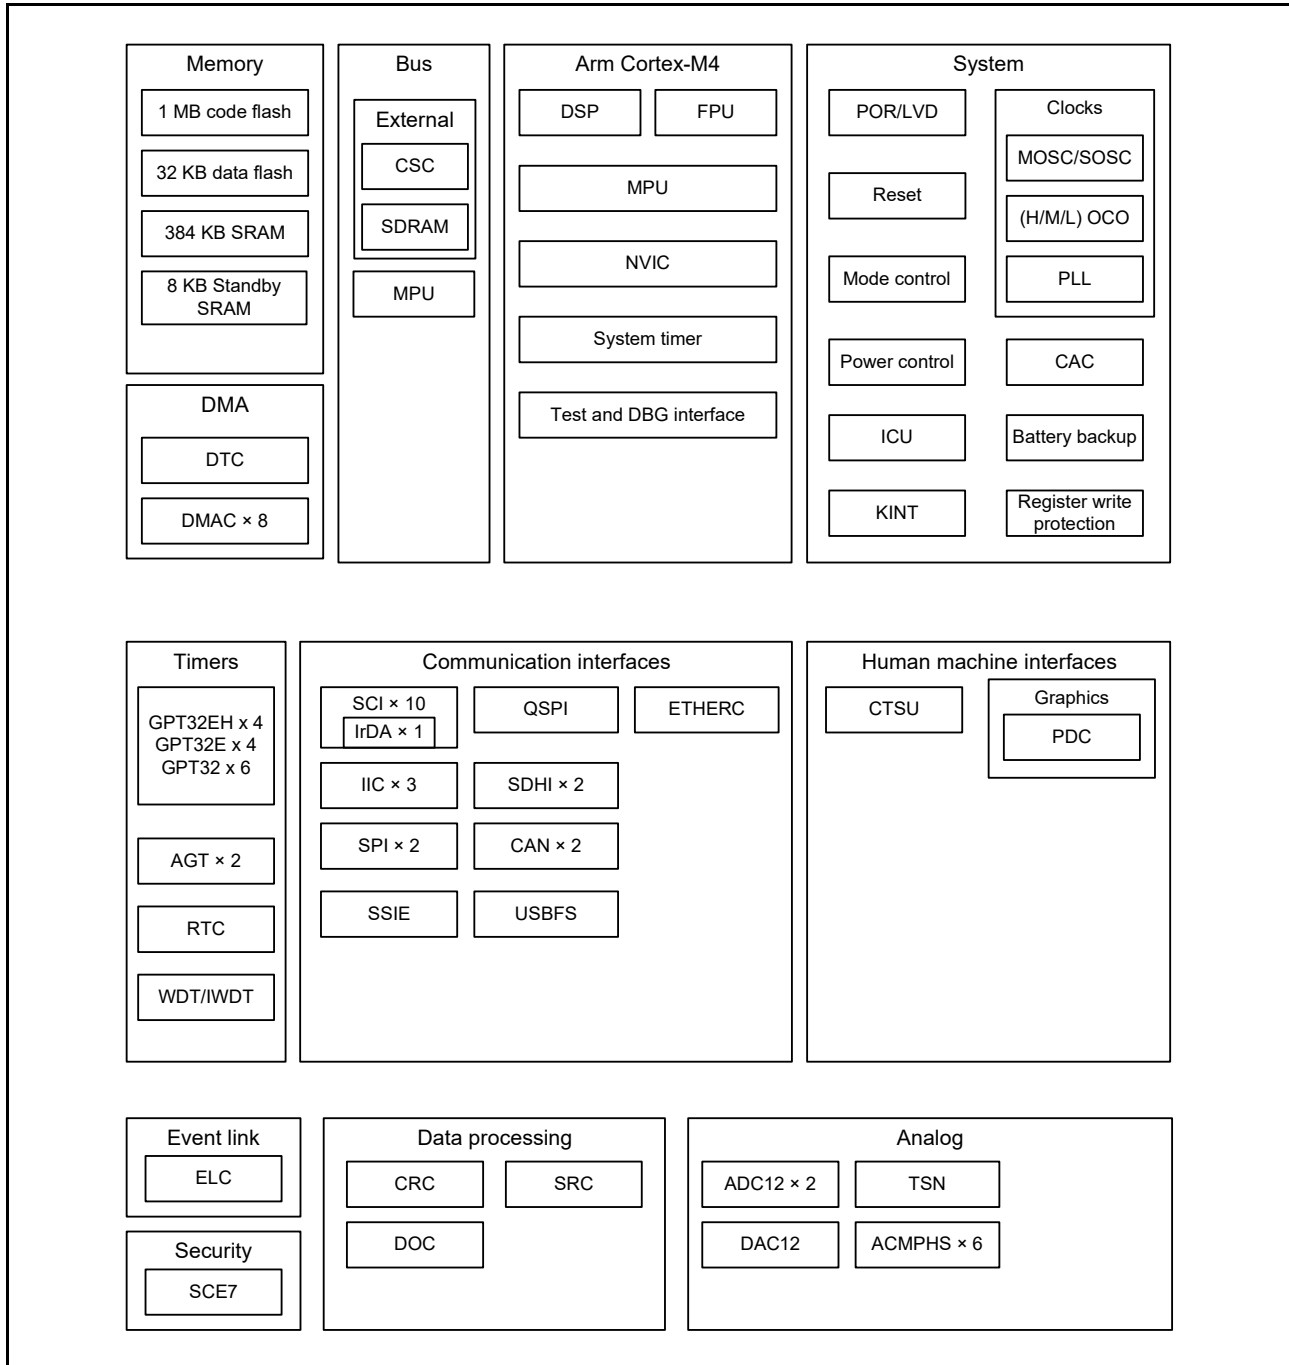 Memory
1 MB code flash
32 KB data flash
384 KB SRAM
8 KB Standby
SRAM
DMA
DTC
DMAC × 8
Bus
External
CSC
SDRAM
MPU
Arm Cortex-M4
DSP
FPU
MPU
NVIC
System timer
Test and DBG interface
System
POR/LVD
Reset
Mode control
Power control
ICU
KINT
Clocks
MOSC/SOSC
(H/M/L) OCO
PLL
CAC
Battery backup
Register write
protection
Timers
GPT32EH x 4
GPT32E x 4
GPT32 x 6
AGT × 2
RTC
WDT/IWDT
Communication interfaces
SCI × 10
IrDA × 1
QSPI
ETHERC
IIC × 3
SDHI × 2
SPI × 2
CAN × 2
SSIE
USBFS
Human machine interfaces
CTSU
Graphics
PDC
Event link
ELC
Security
SCE7
Data processing
CRC
SRC
DOC
Analog
ADC12 × 2
TSN
DAC12
ACMPHS × 6